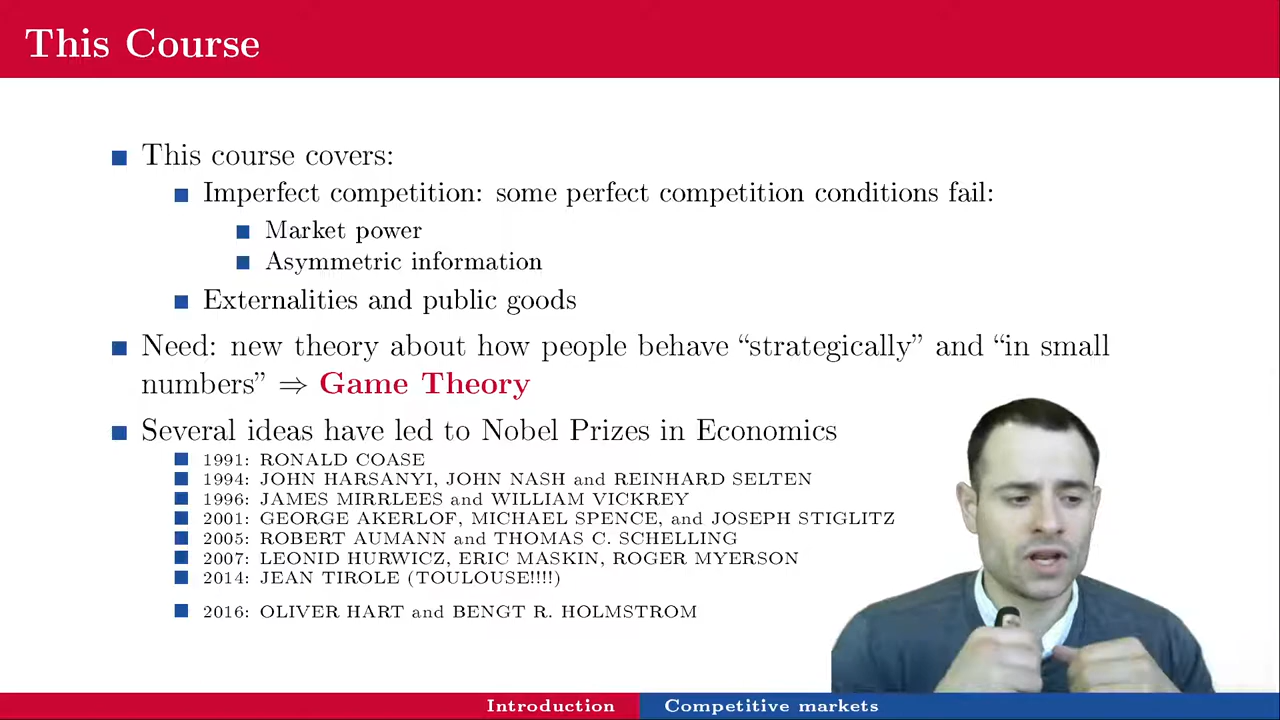 This Course
This course covers:
Imperfect competition: some perfect competition conditions fail:
Market power
Asymmetric information
Externalities and public goods
Need: new theory about how people behave “strategically” and “in small
numbers” ⇒ Game Theory
Several ideas have led to Nobel Prizes in Economics
1991: RONALD COASE
1994: JOHN HARSANYI, JOHN NASH and REINHARD SELTEN
1996: JAMES MIRRLEES and WILLIAM VICKREY
2001: GEORGE AKERLOF, MICHAEL SPENCE, and JOSEPH STIGLITZ
2005: ROBERT AUMANN and THOMAS C. SCHELLING
2007: LEONID HURWICZ, ERIC MASKIN, ROGER MYERSON
2014: JEAN TIROLE (TOULOUSE!!!!)
2016: OLIVER HART and BENGT R. HOLMSTROM
Introduction
Competitive markets